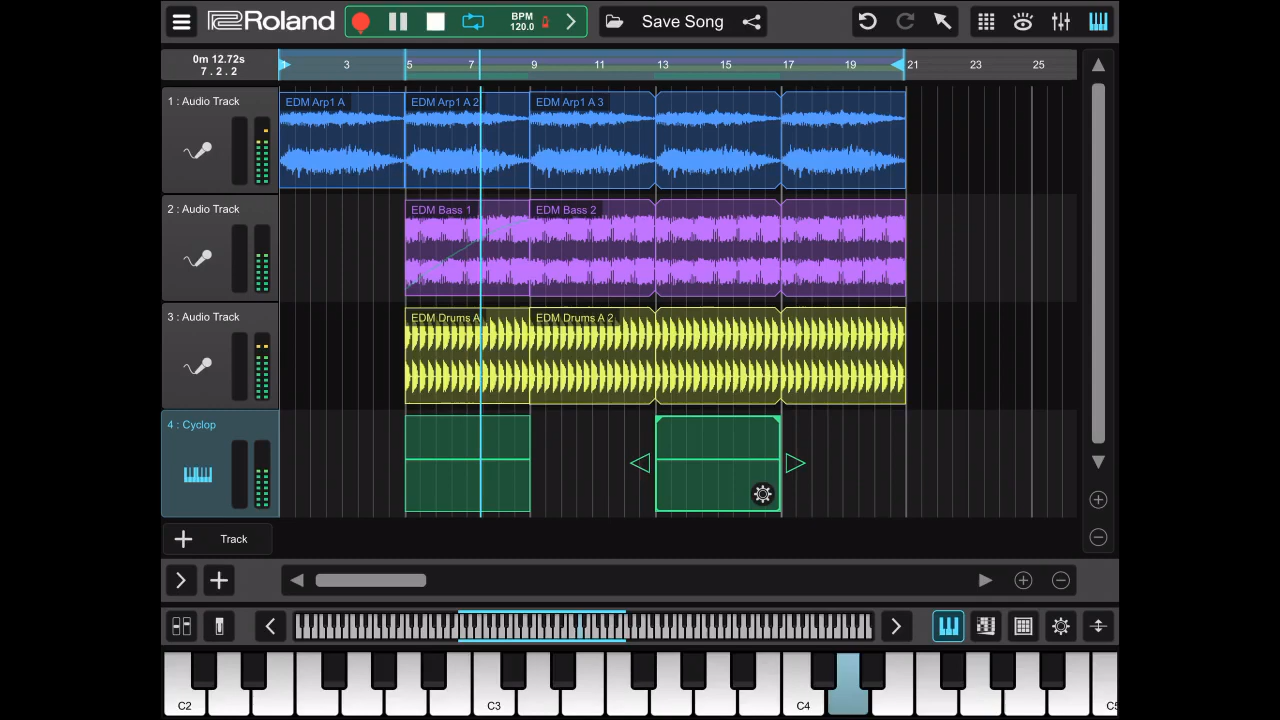 Roland
BPM
120.0
Save Song
0m 12.72s
7 . 2 . 2
1 3 5 7 9 11 13 15 17 19 21 23 25
1 : Audio Track
EDM Arp1 A
EDM Arp1 A 2
EDM Arp1 A 3
2 : Audio Track
EDM Bass 1
EDM Bass 2
3 : Audio Track
EDM Drums A
EDM Drums A 2
4 : Cyclop
Track
C2 C3 C4 C5